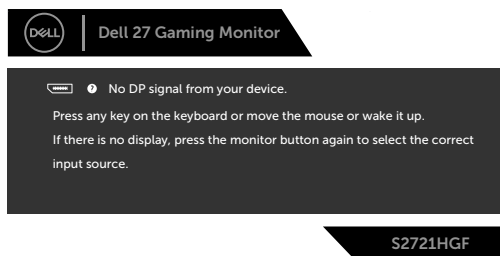 DELL
Dell 27 Gaming Monitor
? No DP signal from your device.
Press any key on the keyboard or move the mouse or wake it up.
If there is no display, press the monitor button again to select the correct
input source.
S2721HGF